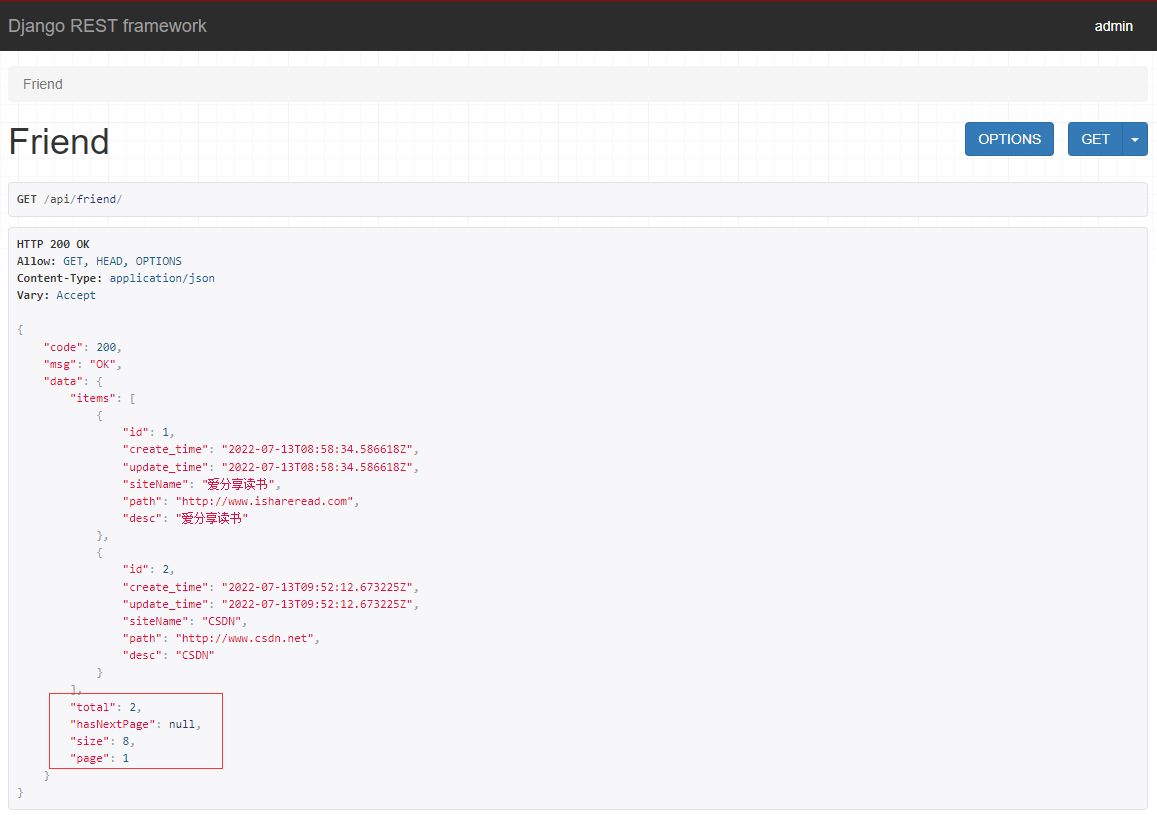 Django REST framework
admin
Friend
Friend
OPTIONS
GET
GET /api/friend/
HTTP 200 OK
Allow: GET, HEAD, OPTIONS
Content-Type: application/json
Vary: Accept
{
"code": 200,
"msg": "OK",
"data": {
"items": [
{
"id": 1,
"create_time": "2022-07-13T08:58:34.586618Z",
"update_time": "2022-07-13T08:58:34.586618Z",
"siteName": "爱分享读书",
"path": "http://www.ishareread.com",
"desc": "爱分享读书"
},
{
"id": 2,
"create_time": "2022-07-13T09:52:12.673225Z",
"update_time": "2022-07-13T09:52:12.673225Z",
"siteName": "CSDN",
"path": "http://www.csdn.net",
"desc": "CSDN"
}
],
"total": 2,
"hasNextPage": null,
"size": 8,
"page": 1
}
}